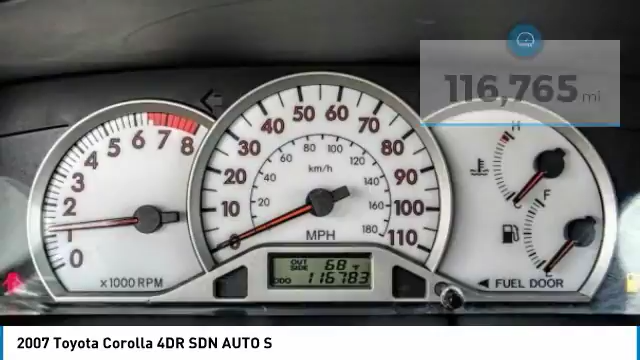 116,765 mi
0 1 2 3 4 5 6 7 8
x1000 RPM
0 10 20 30 40 50 60 70 80 90 100 110
20 40 60 80 100 120 140 160 180
km/h
MPH
OUT SIDE 68 °F
ODO 116783
H
F
E
◀ FUEL DOOR
2007 Toyota Corolla 4DR SDN AUTO S